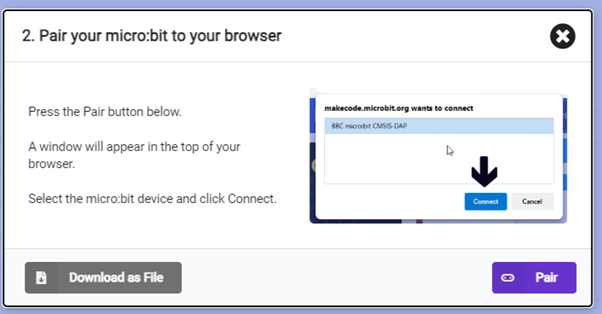 2. Pair your micro:bit to your browser
Press the Pair button below.
A window will appear in the top of your
browser.
Select the micro:bit device and click Connect.
makecode.microbit.org wants to connect
BBC micro:bit CMSIS-DAP
Connect
Cancel
Download as File
Pair